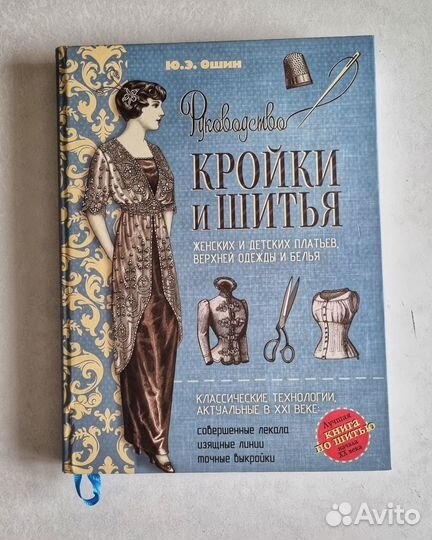 Ю.Э. Ошин
Руководство
КРОЙКИ
И ШИТЬЯ
ЖЕНСКИХ И ДЕТСКИХ ПЛАТЬЕВ,
ВЕРХНЕЙ ОДЕЖДЫ И БЕЛЬЯ
КЛАССИЧЕСКИЕ ТЕХНОЛОГИИ,
АКТУАЛЬНЫЕ В XXI ВЕКЕ:
совершенные лекала
изящные линии
точные выкройки
Лучшая
книга
по шитью
начала
XX века
Avito